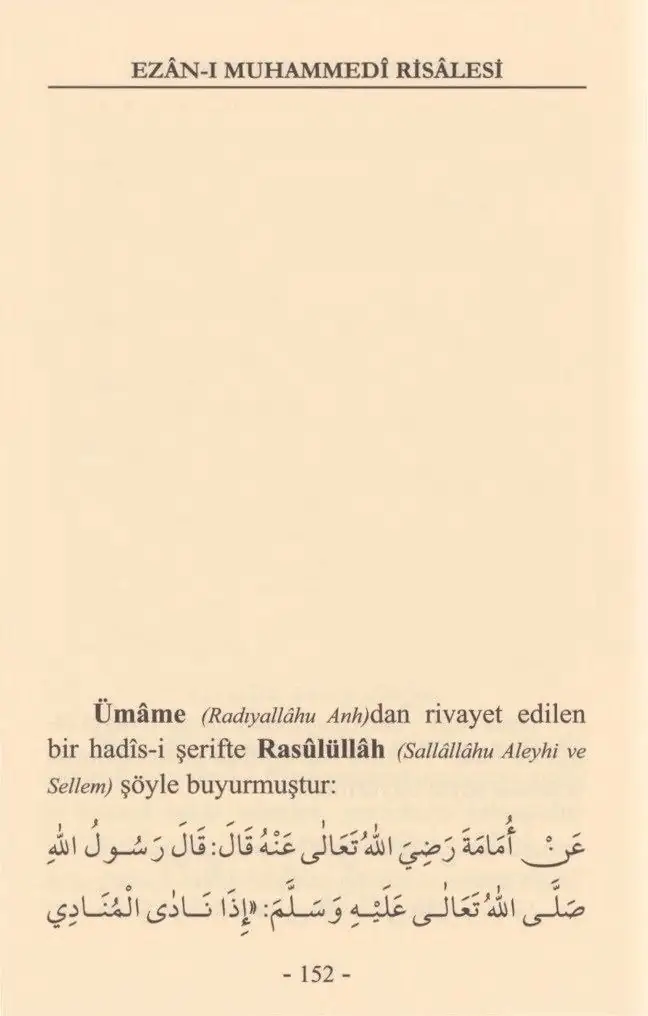 EZÂN-I MUHAMMEDÎ RİSÂLESİ
Ümâme (Radıyallâhu Anh)dan rivayet edilen
bir hadîs-i şerifte Rasûlüllâh (Sallâllâhu Aleyhi ve
Sellem) şöyle buyurmuştur:
عَنْ أُمَامَةَ رَضِيَ اللهُ تَعَالٰى عَنْهُ قَالَ: قَالَ رَسُولُ اللهِ
صَلَّى اللهُ تَعَالٰى عَلَيْهِ وَسَلَّمَ: «إِذَا نَادٰى الْمُنَادِي
- 152 -